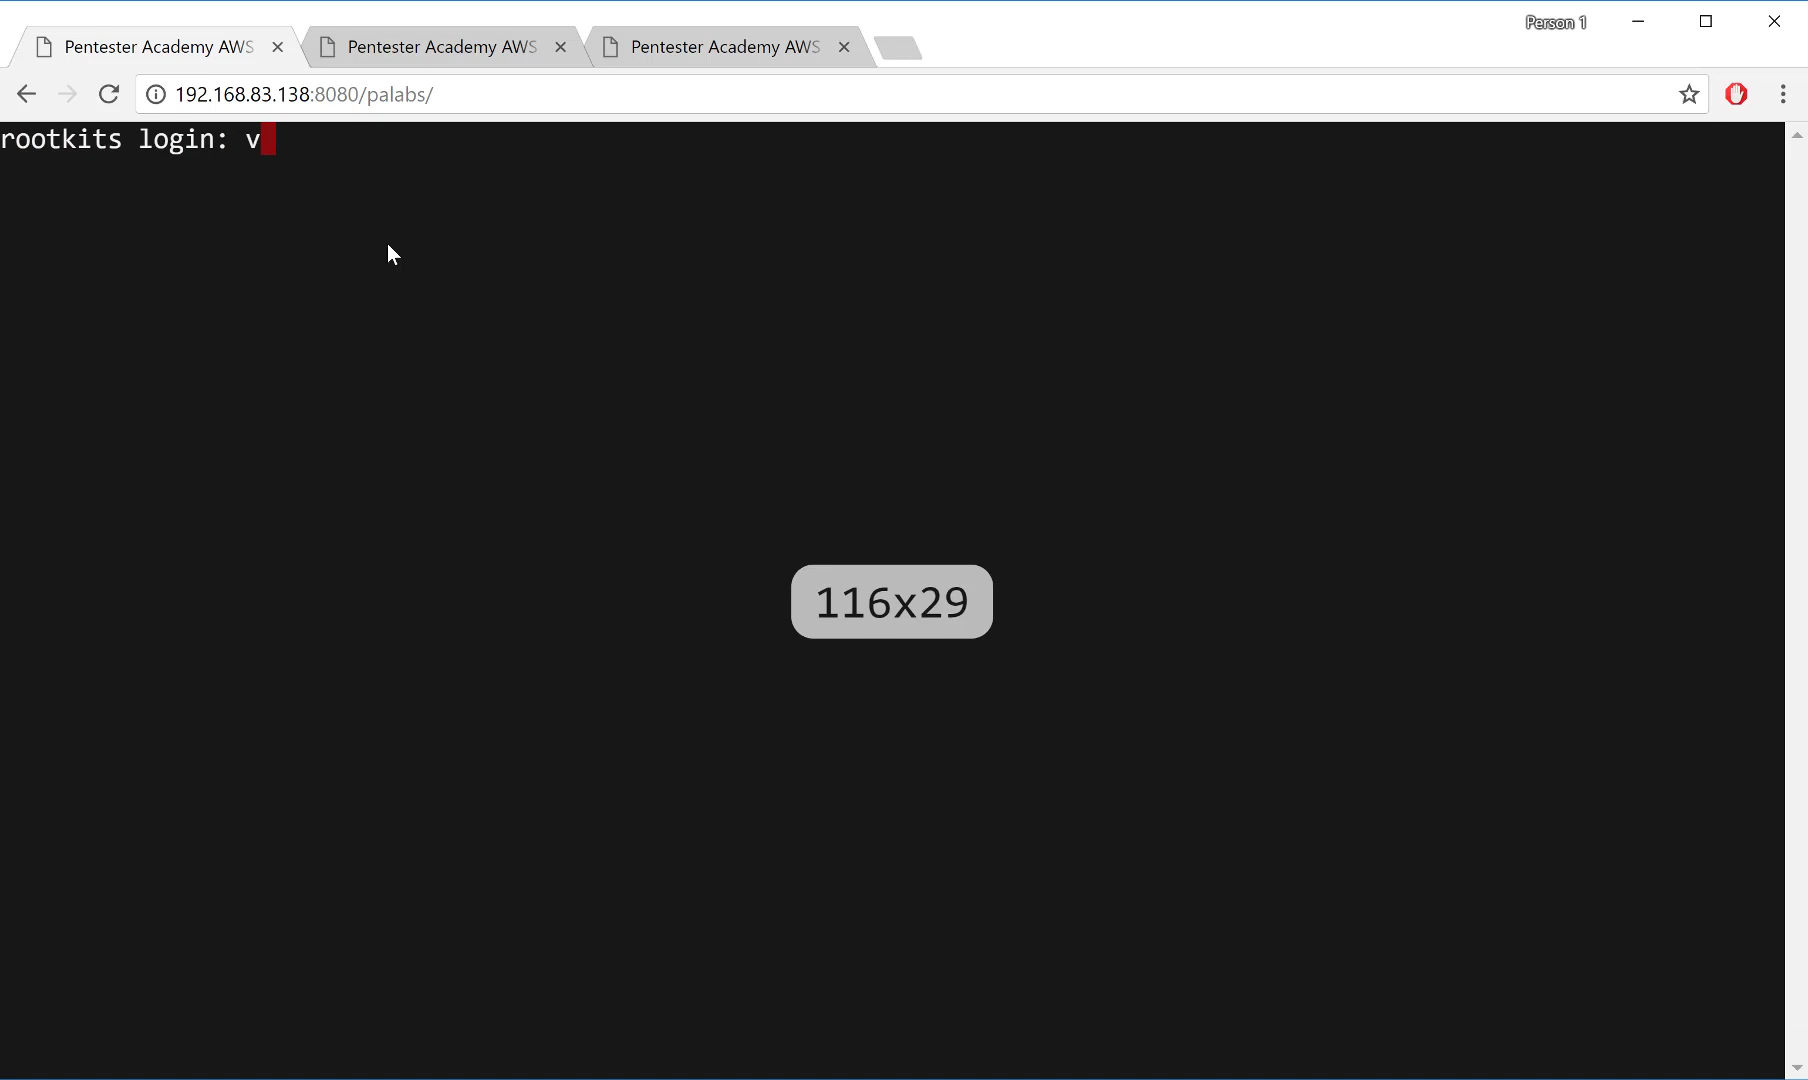 Person 1
Pentester Academy AWS
Pentester Academy AWS
Pentester Academy AWS
192.168.83.138:8080/palabs/
rootkits login: v
116x29